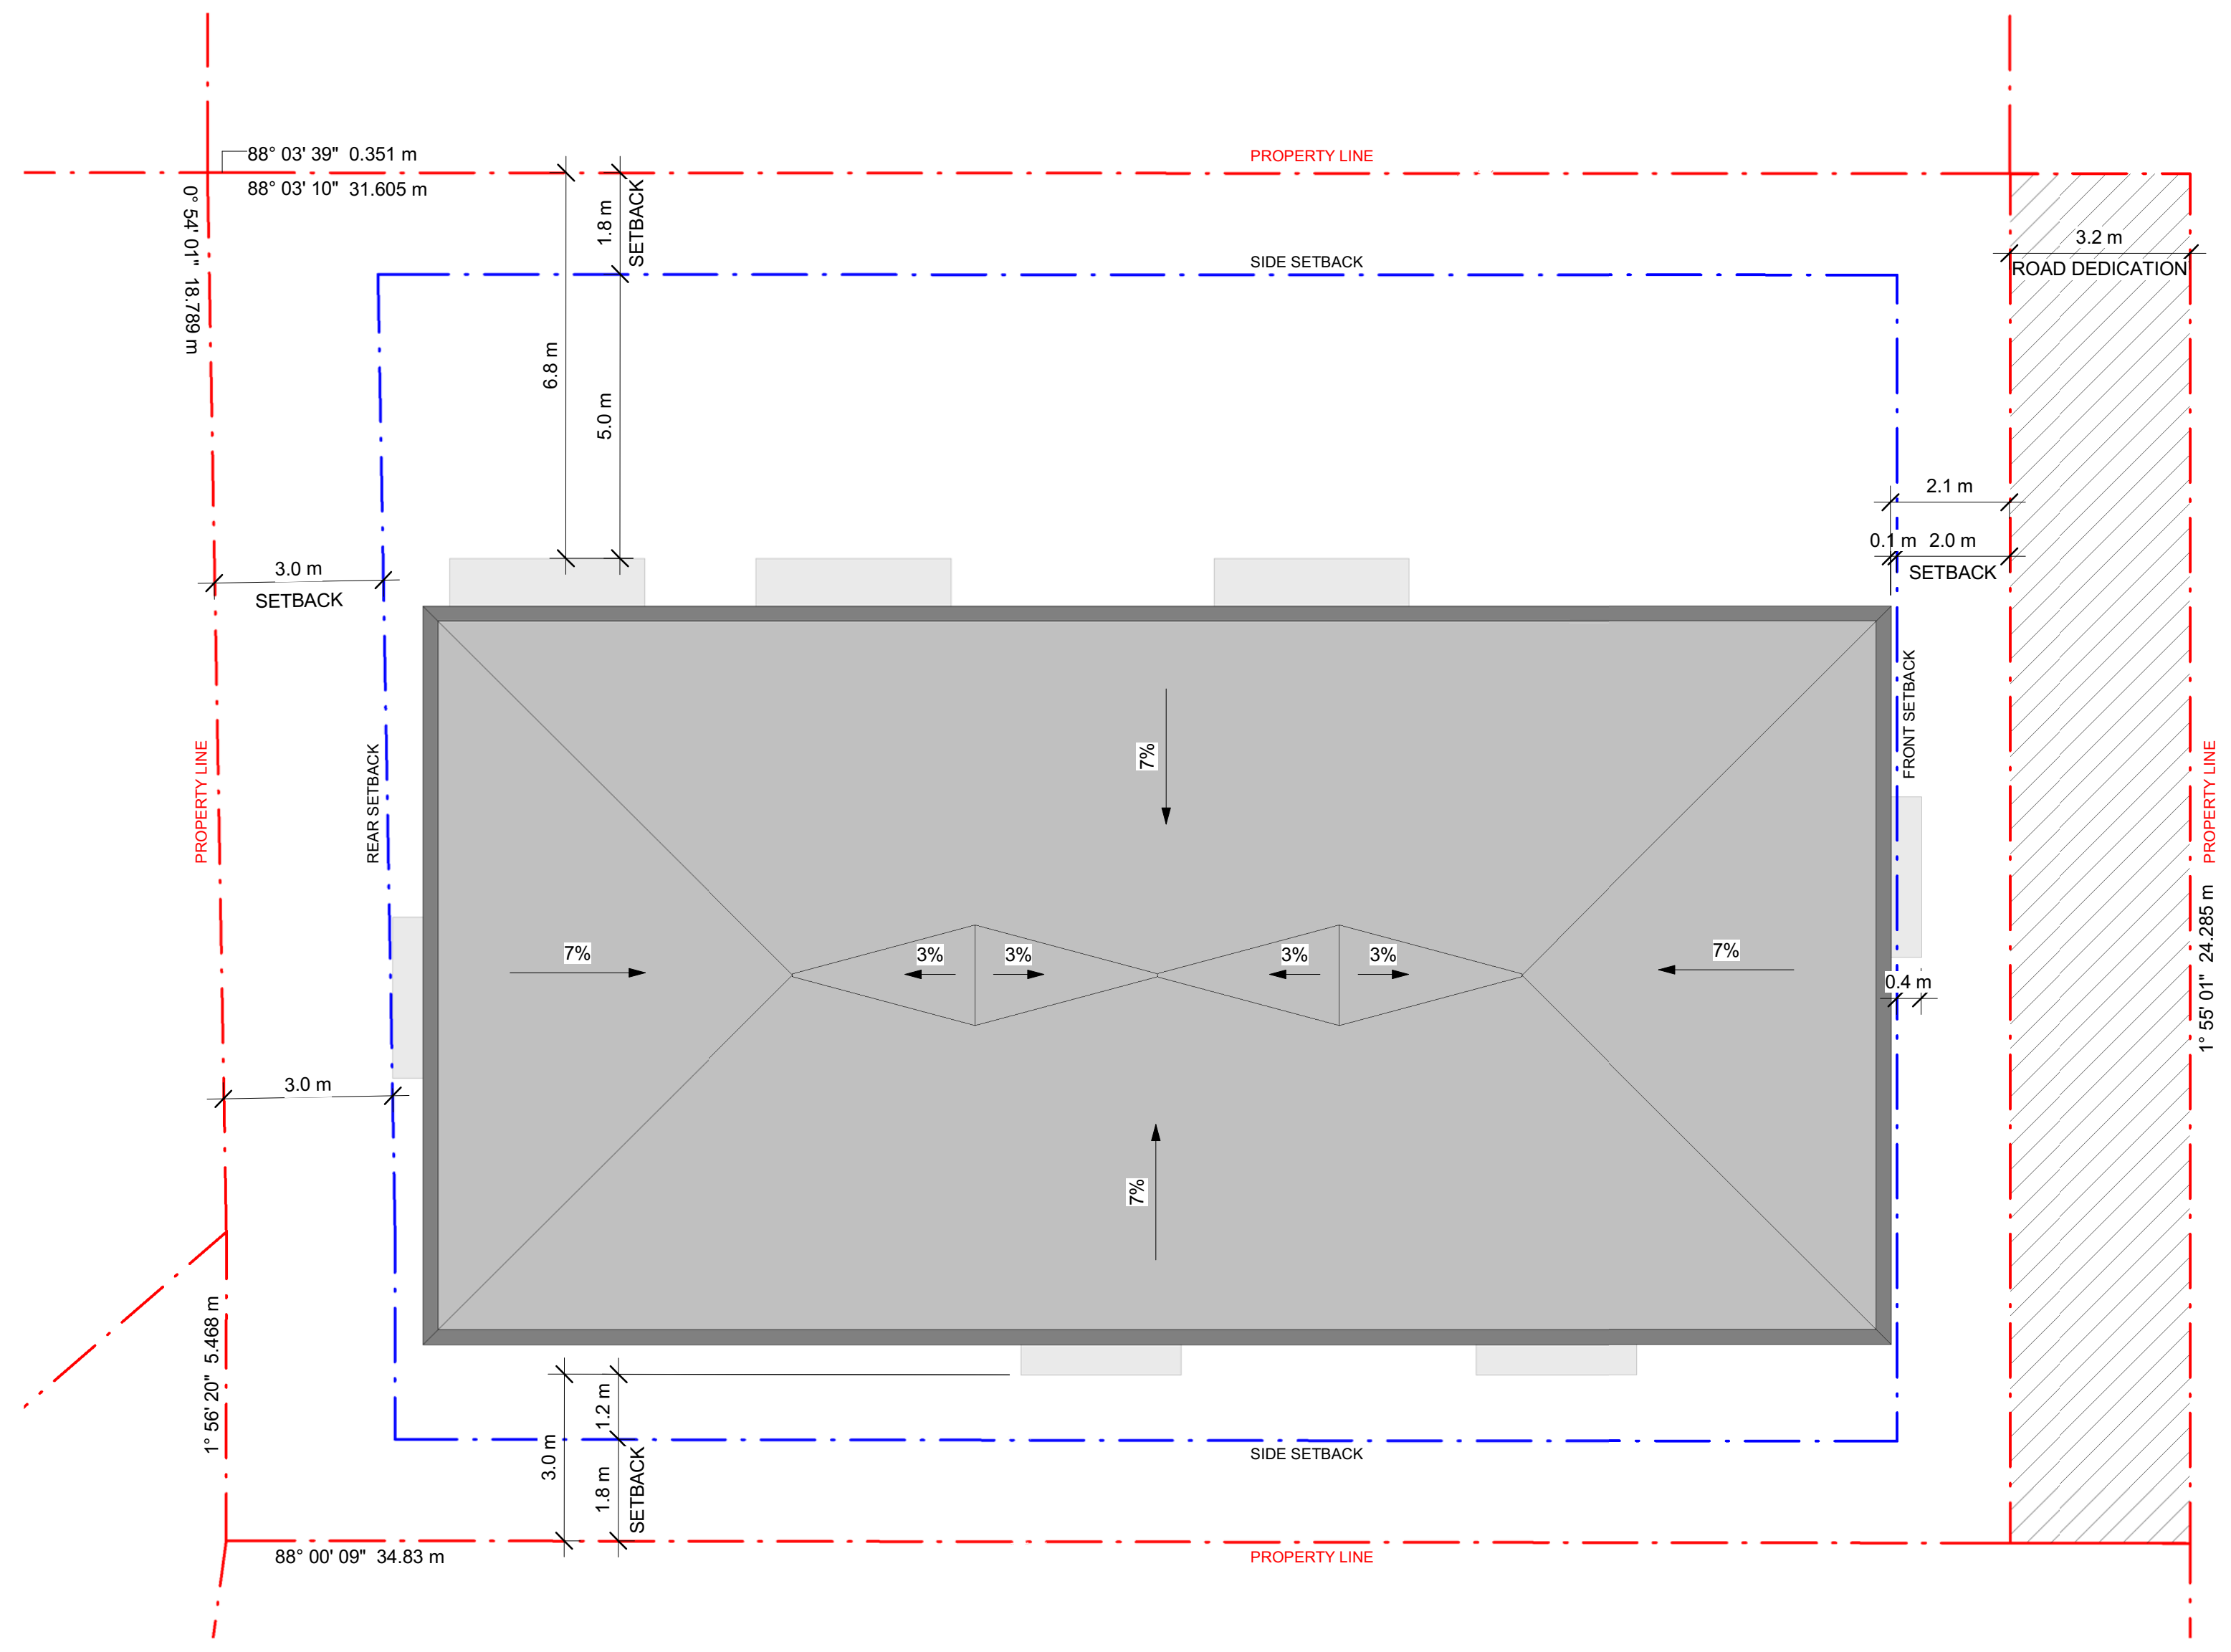 88° 03' 39"  0.351 m
PROPERTY LINE
88° 03' 10"  31.605 m
0° 54' 01"  18.789 m
1.8 m
SETBACK
3.2 m
ROAD DEDICATION
SIDE SETBACK
6.8 m
5.0 m
2.1 m
0.1 m
2.0 m
SETBACK
3.0 m
SETBACK
FRONT SETBACK
7%
PROPERTY LINE
REAR SETBACK
PROPERTY LINE
7%
3%
3%
3%
3%
7%
0.4 m
1° 55' 01"  24.285 m
3.0 m
7%
1° 56' 20"  5.468 m
1.2 m
3.0 m
1.8 m
SETBACK
SIDE SETBACK
88° 00' 09"  34.83 m
PROPERTY LINE